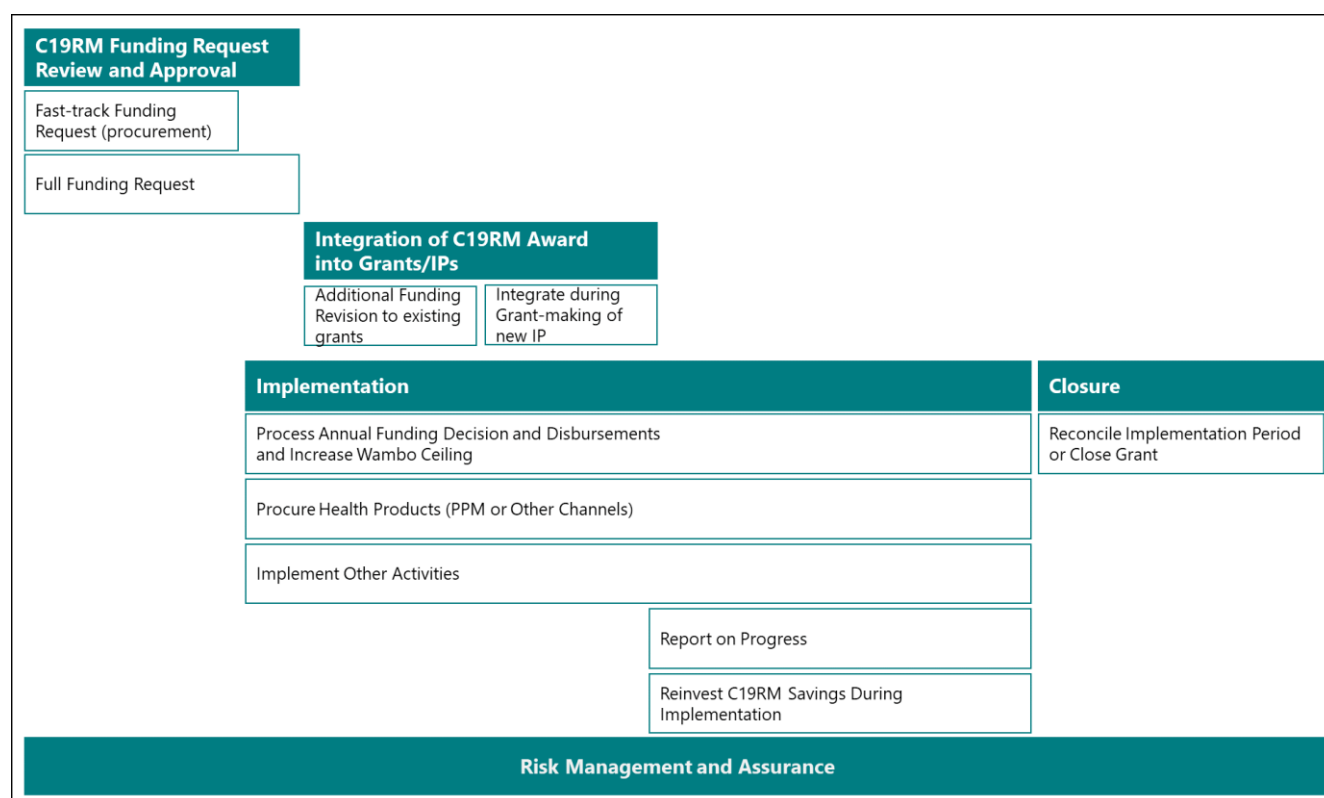 C19RM Funding Request
Review and Approval
Fast-track Funding
Request (procurement)
Full Funding Request
Integration of C19RM Award
into Grants/IPs
Additional Funding
Revision to existing
grants
Integrate during
Grant-making of
new IP
Implementation
Closure
Process Annual Funding Decision and Disbursements
and Increase Wambo Ceiling
Reconcile Implementation Period
or Close Grant
Procure Health Products (PPM or Other Channels)
Implement Other Activities
Report on Progress
Reinvest C19RM Savings During
Implementation
Risk Management and Assurance